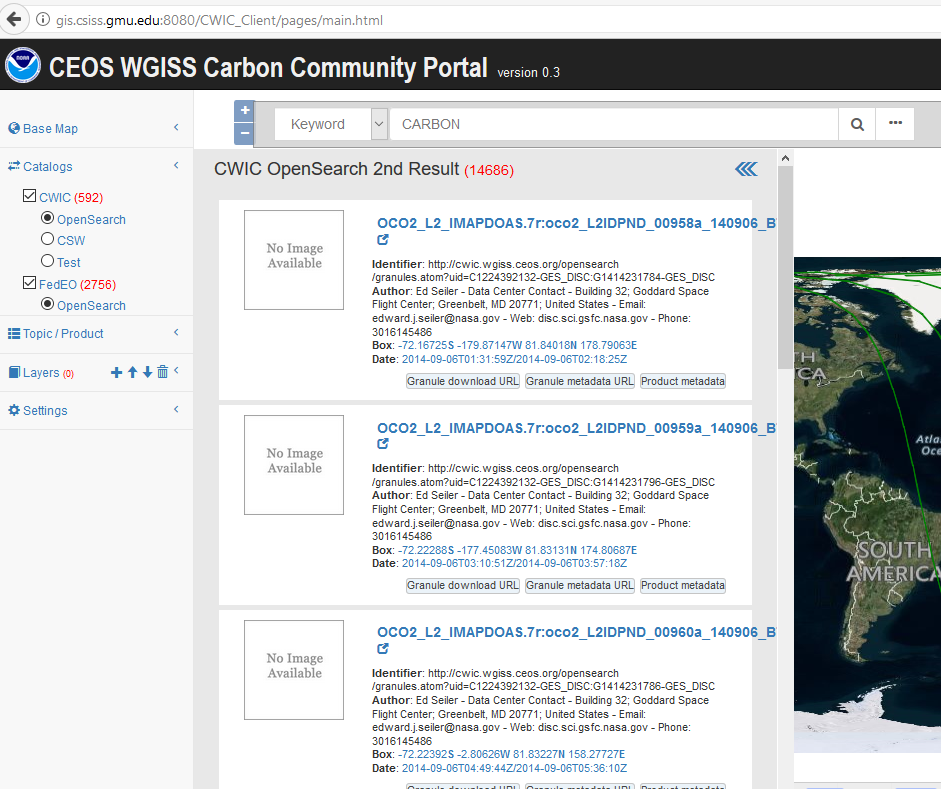 gis.csiss.gmu.edu:8080/CWIC_Client/pages/main.html
NOAA
CEOS WGISS Carbon Community Portal version 0.3
Base Map
Catalogs
CWIC (592)
OpenSearch
CSW
Test
FedEO (2756)
OpenSearch
Topic / Product
Layers (0)
Settings
+
−
Keyword
CARBON
CWIC OpenSearch 2nd Result (14686)
No Image
Available
OCO2_L2_IMAPDOAS.7r:oco2_L2IDPND_00958a_140906_B
Identifier: http://cwic.wgiss.ceos.org/opensearch
/granules.atom?uid=C1224392132-GES_DISC:G1414231784-GES_DISC
Author: Ed Seiler - Data Center Contact - Building 32; Goddard Space
Flight Center; Greenbelt, MD 20771; United States - Email:
edward.j.seiler@nasa.gov - Web: disc.sci.gsfc.nasa.gov - Phone:
3016145486
Box: -72.16725S -179.87147W 81.84018N 178.79063E
Date: 2014-09-06T01:31:59Z/2014-09-06T02:18:25Z
Granule download URL Granule metadata URL Product metadata
No Image
Available
OCO2_L2_IMAPDOAS.7r:oco2_L2IDPND_00959a_140906_B
Identifier: http://cwic.wgiss.ceos.org/opensearch
/granules.atom?uid=C1224392132-GES_DISC:G1414231796-GES_DISC
Author: Ed Seiler - Data Center Contact - Building 32; Goddard Space
Flight Center; Greenbelt, MD 20771; United States - Email:
edward.j.seiler@nasa.gov - Web: disc.sci.gsfc.nasa.gov - Phone:
3016145486
Box: -72.22288S -177.45083W 81.83131N 174.80687E
Date: 2014-09-06T03:10:51Z/2014-09-06T03:57:18Z
Granule download URL Granule metadata URL Product metadata
No Image
Available
OCO2_L2_IMAPDOAS.7r:oco2_L2IDPND_00960a_140906_B
Identifier: http://cwic.wgiss.ceos.org/opensearch
/granules.atom?uid=C1224392132-GES_DISC:G1414231786-GES_DISC
Author: Ed Seiler - Data Center Contact - Building 32; Goddard Space
Flight Center; Greenbelt, MD 20771; United States - Email:
edward.j.seiler@nasa.gov - Web: disc.sci.gsfc.nasa.gov - Phone:
3016145486
Box: -72.22392S -2.80626W 81.83227N 158.27727E
Date: 2014-09-06T04:49:44Z/2014-09-06T05:36:10Z
Granule download URL Granule metadata URL Product metadata
TH
CA
Atla
Oce
SOUTH
AMERICA